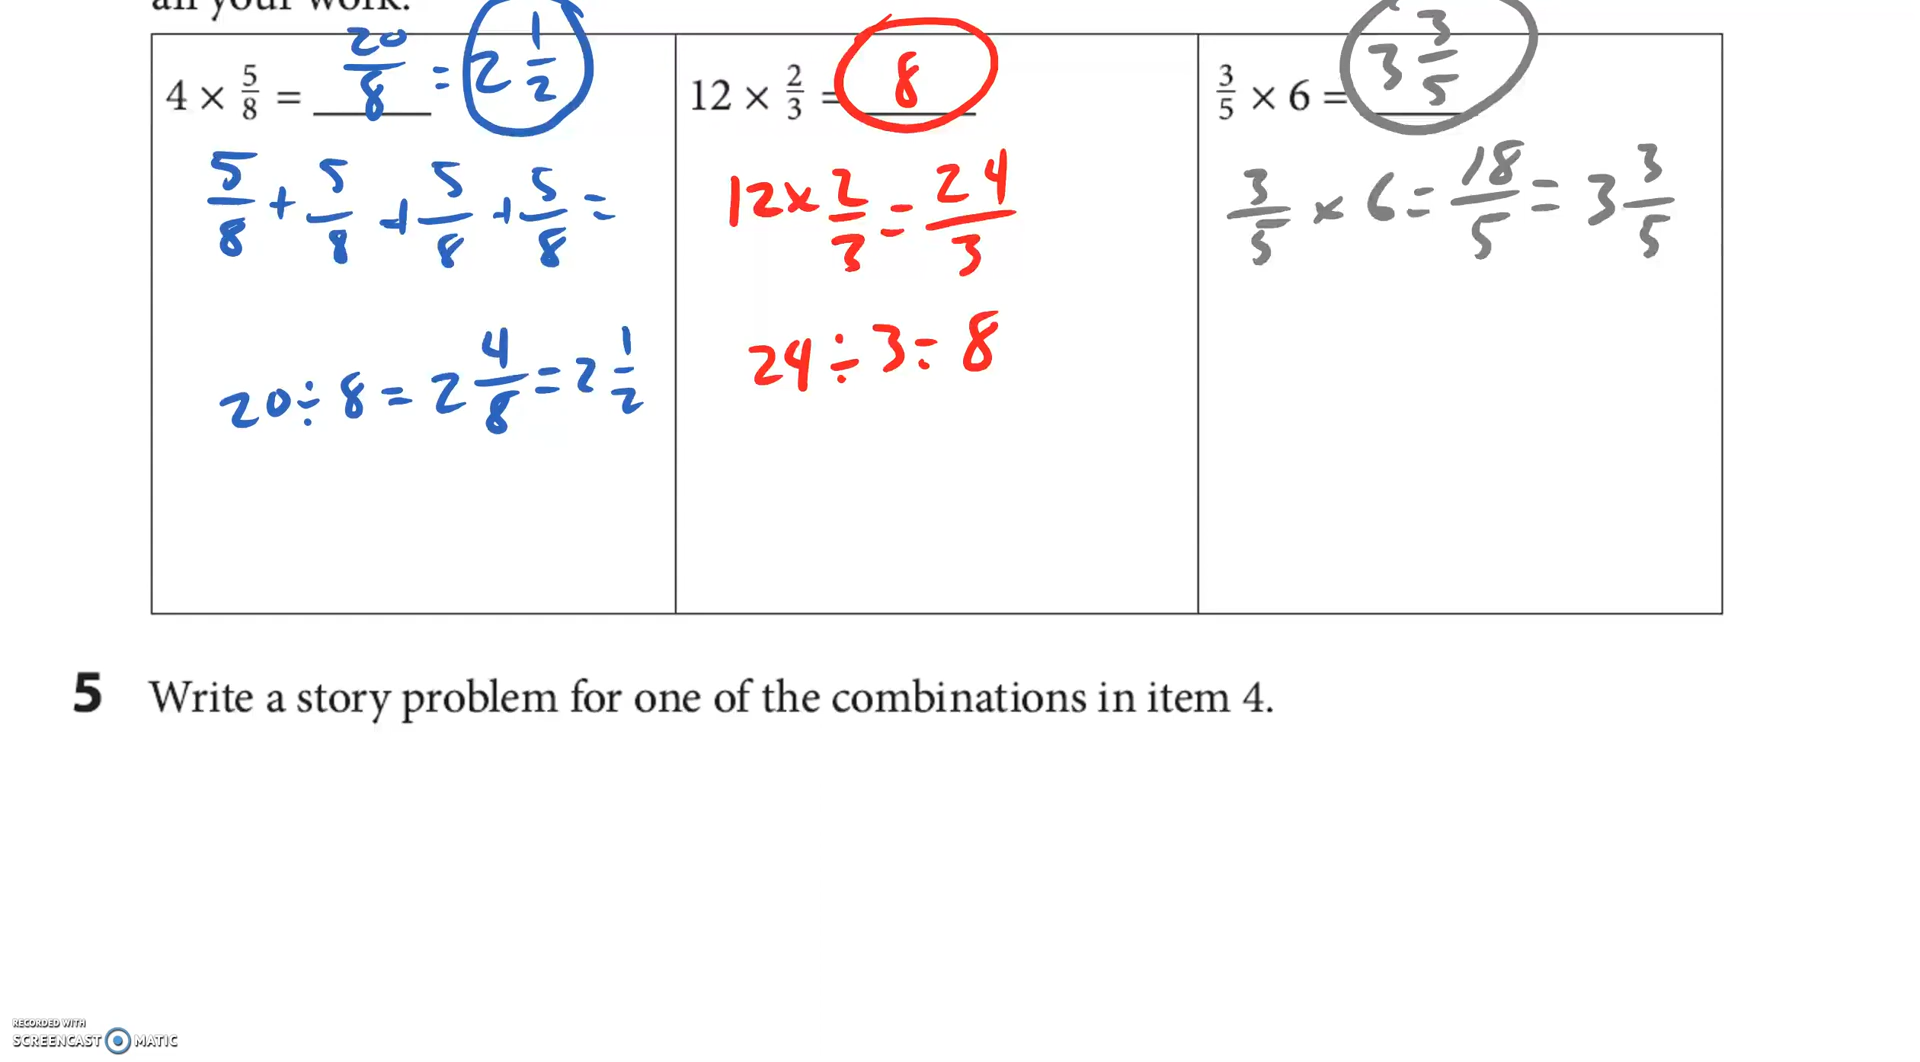 all your work.
4 × 5/8 = 20/8 = 2 1/2
5/8 + 5/8 + 5/8 + 5/8 =
20 ÷ 8 = 2 4/8 = 2 1/2
12 × 2/3 = 8
12 × 2/3 = 24/3
24 ÷ 3 = 8
3/5 × 6 = 3 3/5
3/5 × 6 = 18/5 = 3 3/5
5 Write a story problem for one of the combinations in item 4.
RECORDED WITH
SCREENCAST MATIC